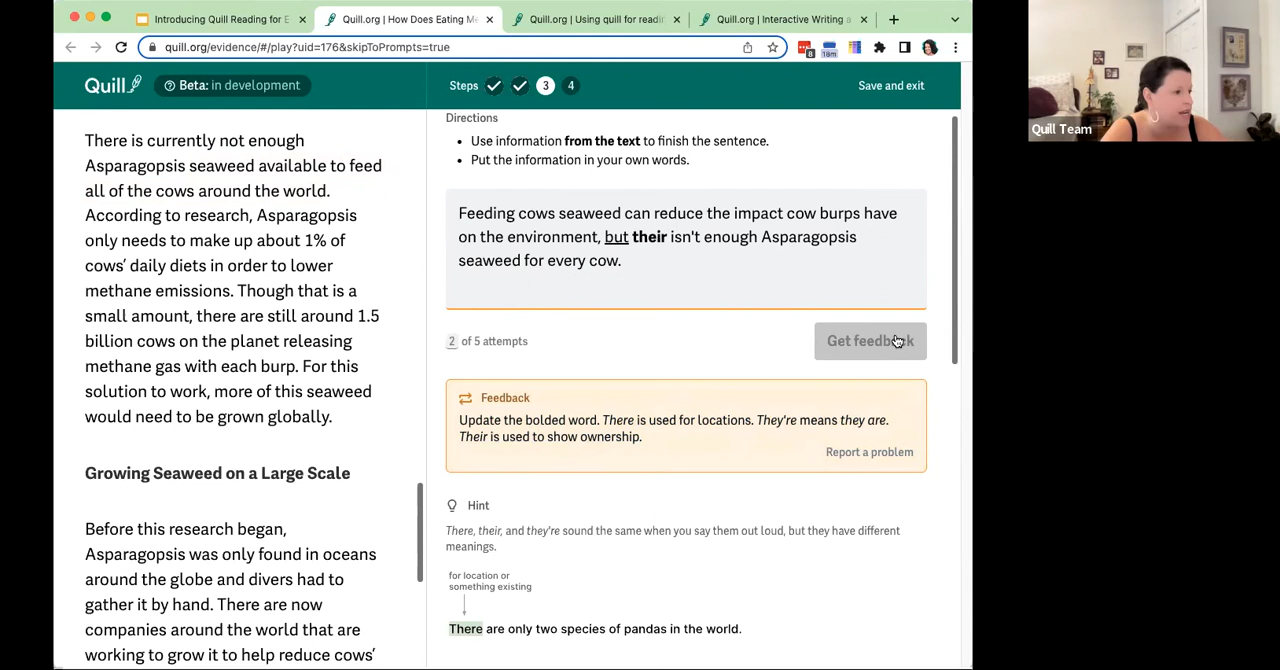 Introducing Quill Reading for E
Quill.org | How Does Eating Me
Quill.org | Using quill for readi
Quill.org | Interactive Writing a
quill.org/evidence/#/play?uid=176&skipToPrompts=true
8
18m
Quill
Beta: in development
Steps
3
4
Save and exit
There is currently not enough
Asparagopsis seaweed available to feed
all of the cows around the world.
According to research, Asparagopsis
only needs to make up about 1% of
cows' daily diets in order to lower
methane emissions. Though that is a
small amount, there are still around 1.5
billion cows on the planet releasing
methane gas with each burp. For this
solution to work, more of this seaweed
would need to be grown globally.
Growing Seaweed on a Large Scale
Before this research began,
Asparagopsis was only found in oceans
around the globe and divers had to
gather it by hand. There are now
companies around the world that are
working to grow it to help reduce cows'
Directions
• Use information from the text to finish the sentence.
• Put the information in your own words.
Feeding cows seaweed can reduce the impact cow burps have
on the environment, but their isn't enough Asparagopsis
seaweed for every cow.
2 of 5 attempts
Get feedback
Feedback
Update the bolded word. There is used for locations. They're means they are.
Their is used to show ownership.
Report a problem
Hint
There, their, and they're sound the same when you say them out loud, but they have different
meanings.
for location or
something existing
There are only two species of pandas in the world.
Quill Team